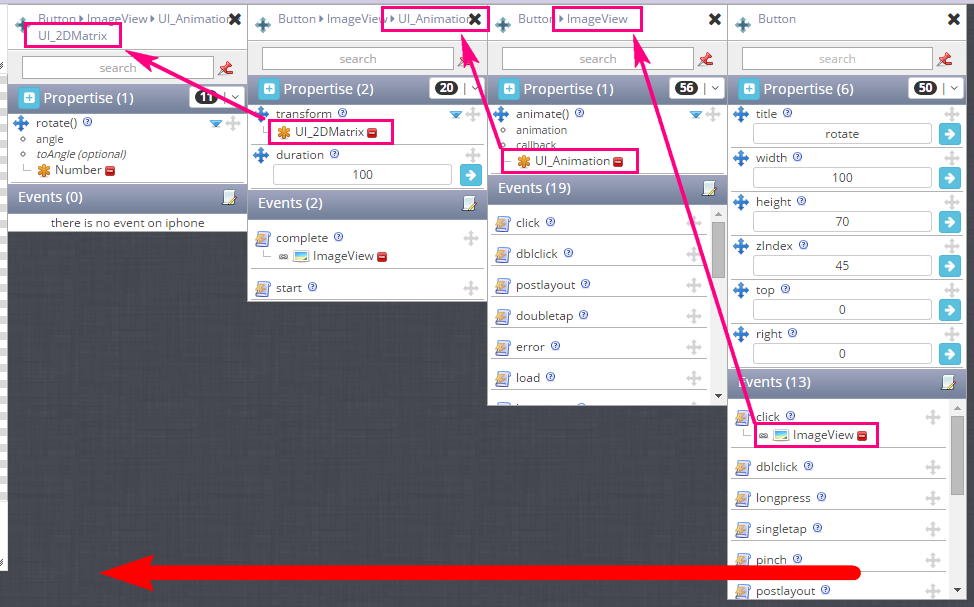 Button ImageView UI_Animation
UI_2DMatrix
search
Propertise (1)
11
rotate()
angle
toAngle (optional)
Number
Events (0)
there is no event on iphone
Button ImageView UI_Animation
search
Propertise (2)
20
transform
UI_2DMatrix
duration
100
Events (2)
complete
ImageView
start
Button ImageView
search
Propertise (1)
56
animate()
animation
callback
UI_Animation
Events (19)
click
dblclick
postlayout
doubletap
error
load
Button
search
Propertise (6)
50
title
rotate
width
100
height
70
zIndex
45
top
0
right
0
Events (13)
click
ImageView
dblclick
longpress
singletap
pinch
postlayout